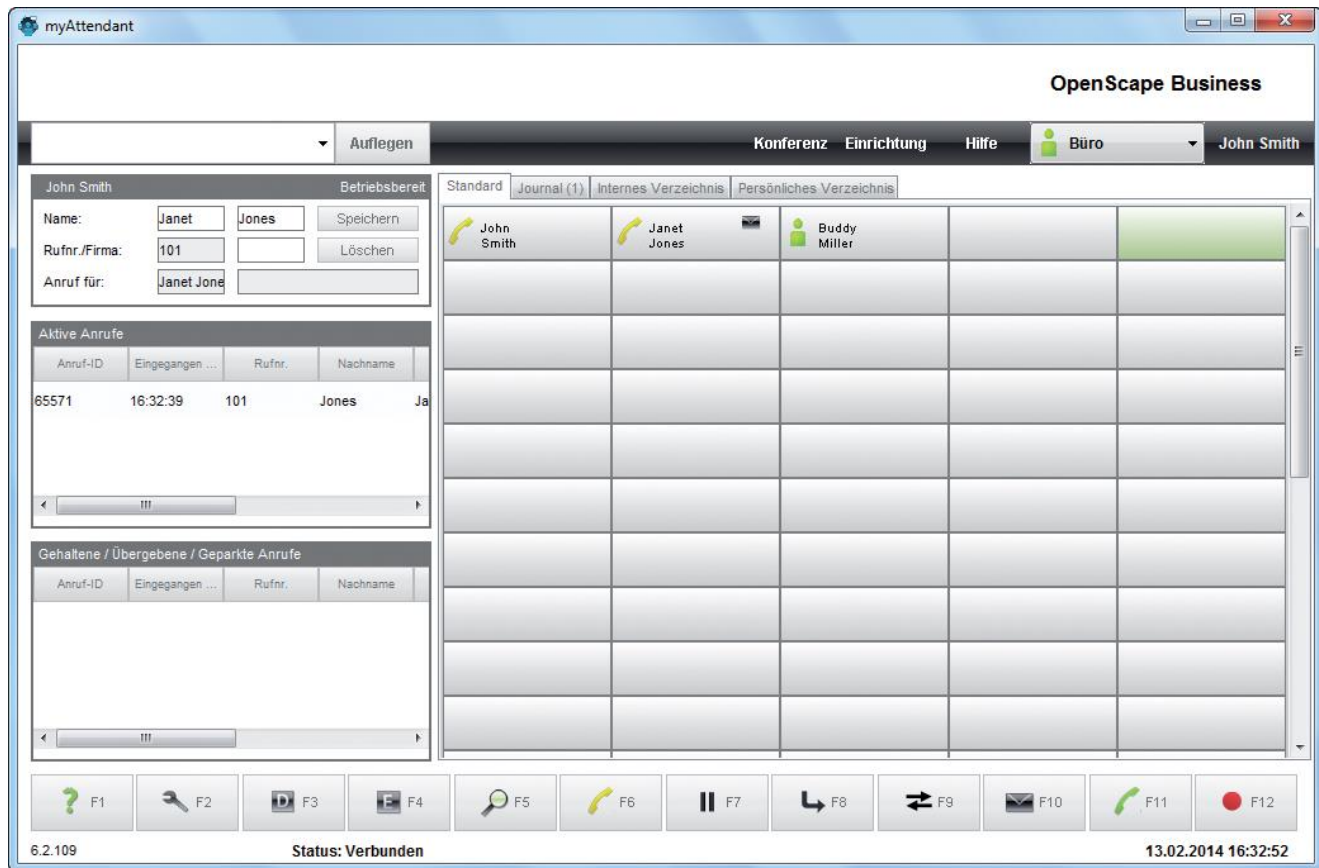 myAttendant
OpenScape Business
Auflegen Konferenz Einrichtung Hilfe Büro John Smith
John Smith Betriebsbereit
Name: Janet Jones Speichern
Rufnr./Firma: 101 Löschen
Anruf für: Janet Jone
Aktive Anrufe
Anruf-ID Eingegangen ... Rufnr. Nachname
65571 16:32:39 101 Jones Ja
Gehaltene / Übergebene / Geparkte Anrufe
Anruf-ID Eingegangen ... Rufnr. Nachname
Standard Journal (1) Internes Verzeichnis Persönliches Verzeichnis
John
Smith
Janet
Jones
Buddy
Miller
F1 F2 D F3 E F4 F5 F6 F7 F8 F9 F10 F11 F12
6.2.109 Status: Verbunden 13.02.2014 16:32:52